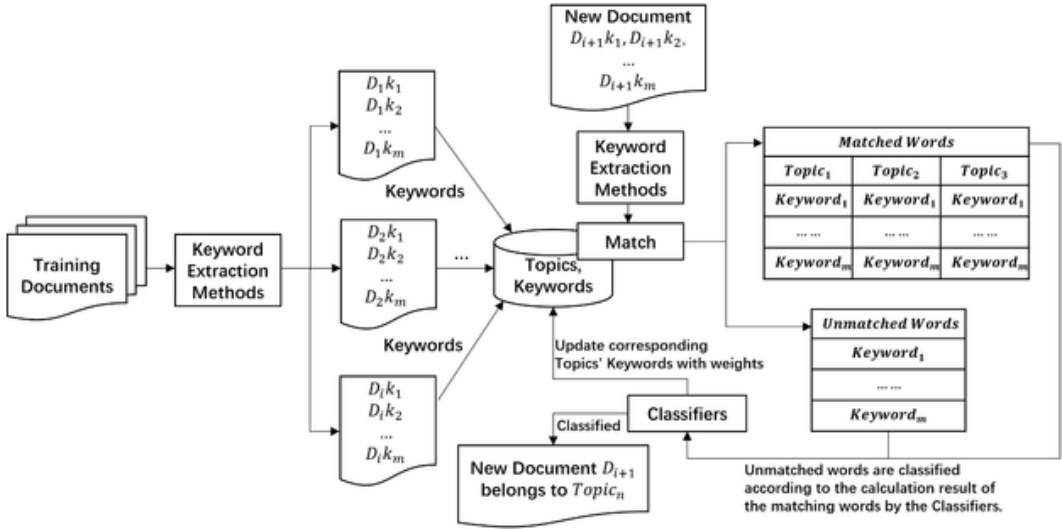 New Document
D_{i+1}k_1, D_{i+1}k_2,
...
D_{i+1}k_m
D_1k_1
D_1k_2
...
D_1k_m
Keywords
Keyword
Extraction
Methods
Match
Matched Words
Topic_1 Topic_2 Topic_3
Keyword_1 Keyword_1 Keyword_1
... ... ... ... ... ...
Keyword_m Keyword_m Keyword_m
Training
Documents
Keyword
Extraction
Methods
D_2k_1
D_2k_2
...
D_2k_m
...
Topics,
Keywords
Keywords
Unmatched Words
Keyword_1
... ...
Keyword_m
Update corresponding
Topics' Keywords with weights
D_ik_1
D_ik_2
...
D_ik_m
Classifiers
Classified
New Document D_{i+1}
belongs to Topic_n
Unmatched words are classified
according to the calculation result of
the matching words by the Classifiers.